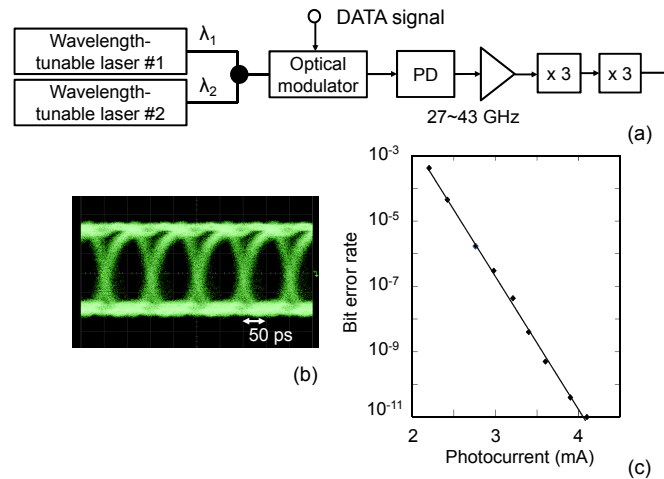 DATA signal
Wavelength-
tunable laser #1
λ1
Wavelength-
tunable laser #2
λ2
Optical
modulator
PD
27~43 GHz
x 3
x 3
(a)
50 ps
(b)
Bit error rate
10-3
10-5
10-7
10-9
10-11
2
3
4
Photocurrent (mA)
(c)